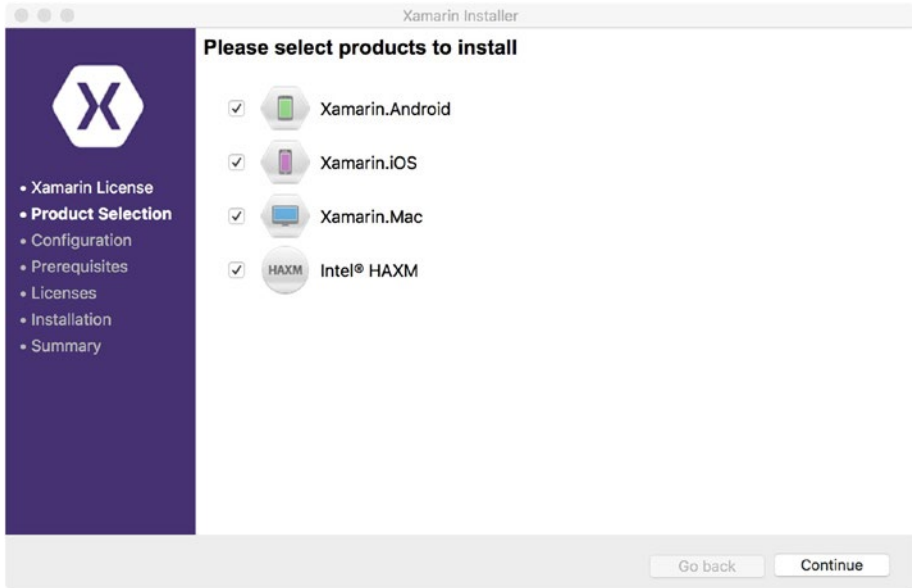 Xamarin Installer
Please select products to install
• Xamarin License
• Product Selection
• Configuration
• Prerequisites
• Licenses
• Installation
• Summary
Xamarin.Android
Xamarin.iOS
Xamarin.Mac
HAXM Intel® HAXM
Go back Continue